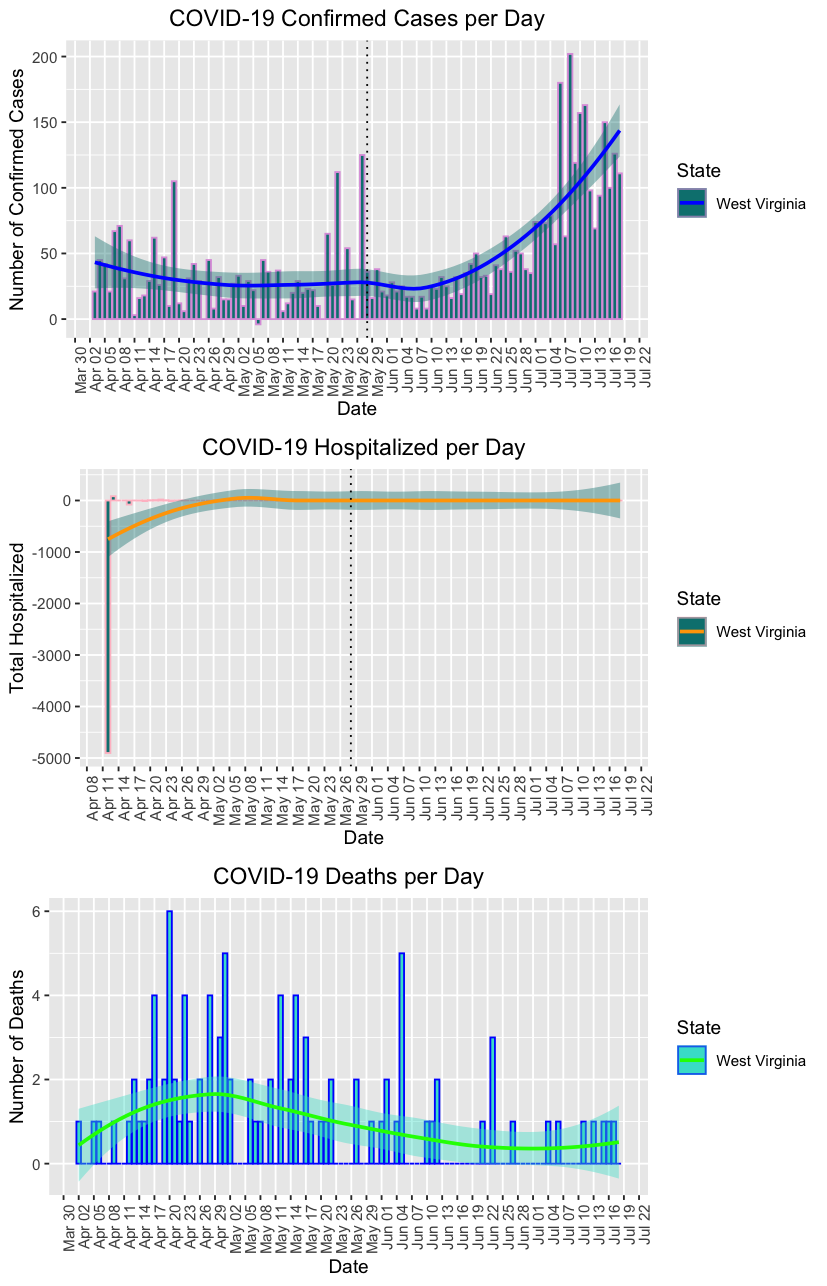 COVID-19 Confirmed Cases per Day
Number of Confirmed Cases
200
150
100
50
0
Mar 30
Apr 02
Apr 05
Apr 08
Apr 11
Apr 14
Apr 17
Apr 20
Apr 23
Apr 26
Apr 29
May 02
May 05
May 08
May 11
May 14
May 17
May 20
May 23
May 26
May 29
Jun 01
Jun 04
Jun 07
Jun 10
Jun 13
Jun 16
Jun 19
Jun 22
Jun 25
Jun 28
Jul 01
Jul 04
Jul 07
Jul 10
Jul 13
Jul 16
Jul 19
Jul 22
Date
State
West Virginia
COVID-19 Hospitalized per Day
Total Hospitalized
0
-1000
-2000
-3000
-4000
-5000
Apr 08
Apr 11
Apr 14
Apr 17
Apr 20
Apr 23
Apr 26
Apr 29
May 02
May 05
May 08
May 11
May 14
May 17
May 20
May 23
May 26
May 29
Jun 01
Jun 04
Jun 07
Jun 10
Jun 13
Jun 16
Jun 19
Jun 22
Jun 25
Jun 28
Jul 01
Jul 04
Jul 07
Jul 10
Jul 13
Jul 16
Jul 19
Jul 22
Date
State
West Virginia
COVID-19 Deaths per Day
Number of Deaths
6
4
2
0
Mar 30
Apr 02
Apr 05
Apr 08
Apr 11
Apr 14
Apr 17
Apr 20
Apr 23
Apr 26
Apr 29
May 02
May 05
May 08
May 11
May 14
May 17
May 20
May 23
May 26
May 29
Jun 01
Jun 04
Jun 07
Jun 10
Jun 13
Jun 16
Jun 19
Jun 22
Jun 25
Jun 28
Jul 01
Jul 04
Jul 07
Jul 10
Jul 13
Jul 16
Jul 19
Jul 22
Date
State
West Virginia